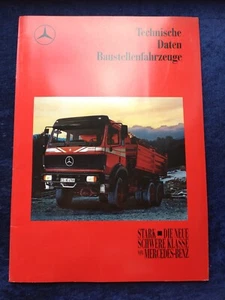 Technische
Daten
Baustellenfahrzeuge
STARK DIE NEUE
SCHWERE KLASSE
VON MERCEDES-BENZ